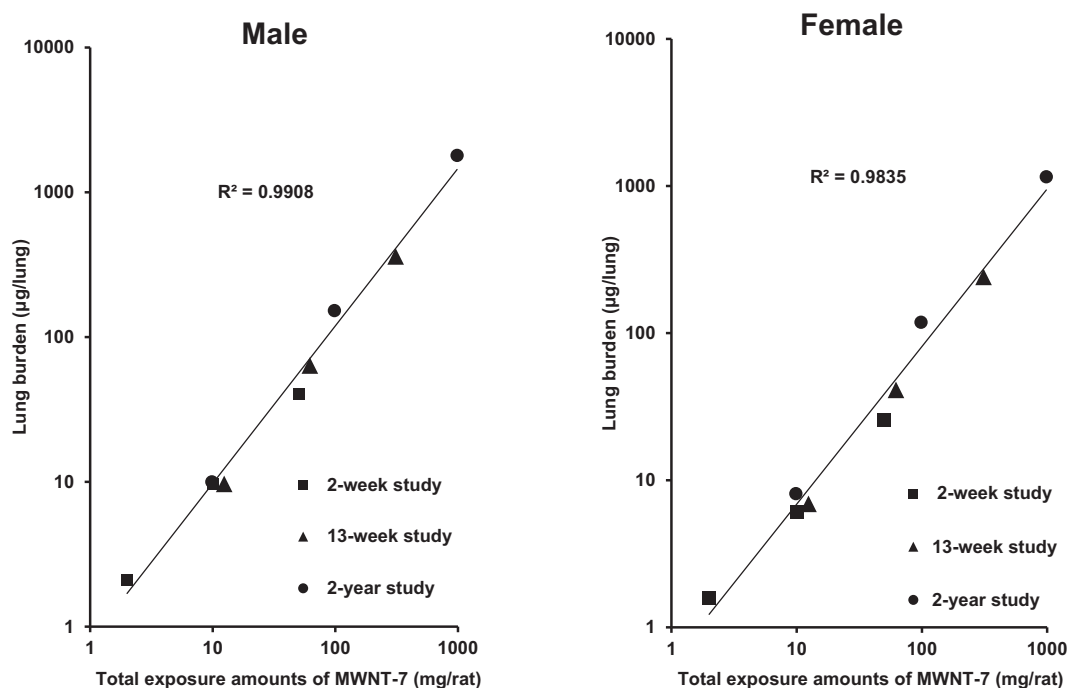 Male
10000
1000
100
10
1
R² = 0.9908
Lung burden (µg/lung)
2-week study
13-week study
2-year study
1 10 100 1000
Total exposure amounts of MWNT-7 (mg/rat)
Female
10000
1000
100
10
1
R² = 0.9835
Lung burden (µg/lung)
2-week study
13-week study
2-year study
1 10 100 1000
Total exposure amounts of MWNT-7 (mg/rat)